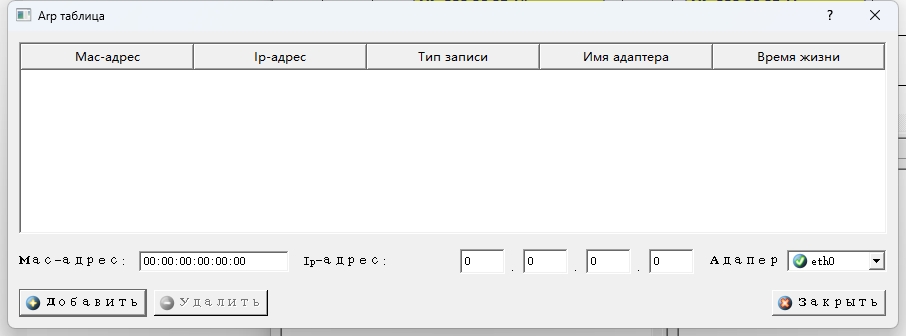 Arp таблица ?
Mac-адрес Ip-адрес Тип записи Имя адаптера Время жизни
Mac-адрес: 00:00:00:00:00:00 Ip-адрес: 0 . 0 . 0 . 0 Адапер eth0
Добавить Удалить Закрыть